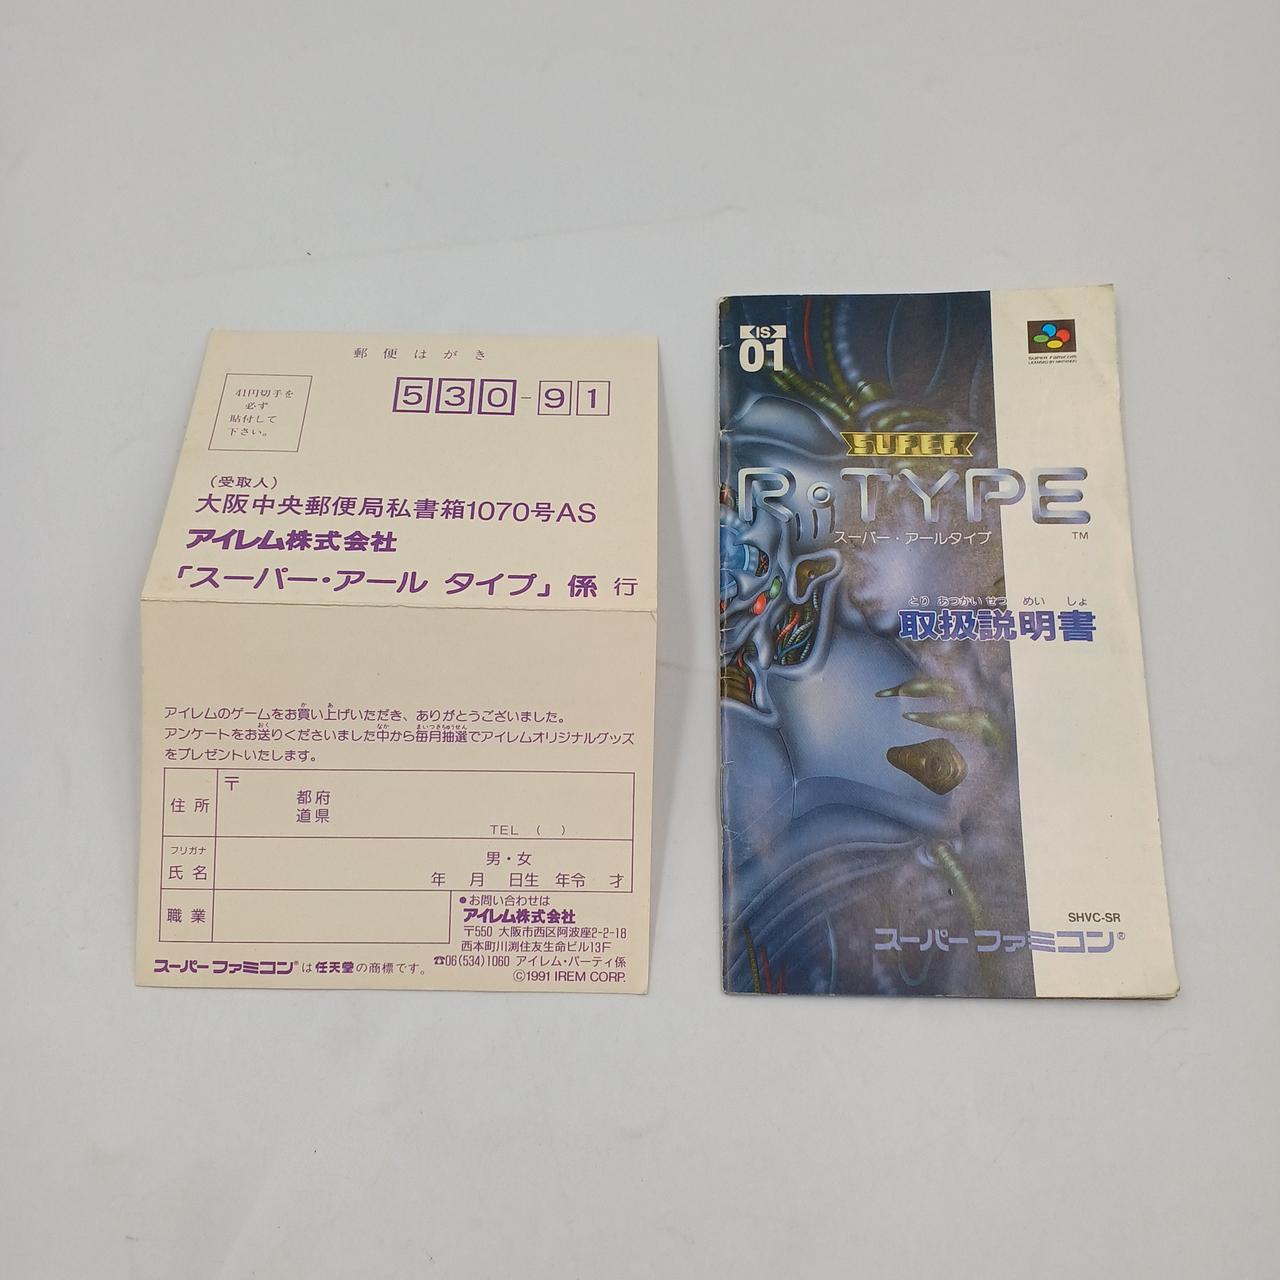 郵便はがき
41円切手を
必ず
貼付して
下さい。
530-91
(受取人)
大阪中央郵便局私書箱1070号AS
アイレム株式会社
「スーパー・アール タイプ」係 行
アイレムのゲームをお買い上げいただき、ありがとうございました。
アンケートをお送りくださいました中から毎月抽選でアイレムオリジナルグッズ
をプレゼントいたします。
住所
〒
都府
道県
TEL ( )
フリガナ
氏名
男・女
年 月 日生 年令 才
職業
●お問い合わせは
アイレム株式会社
〒550 大阪市西区阿波座2-2-18
西本町川渕住友生命ビル13F
☎06(534)1060 アイレム・パーティ係
©1991 IREM CORP.
スーパーファミコン®は任天堂の商標です。
IS
01
SUPER FAMICOM
LICENSED BY NINTENDO
SUPER
R・TYPE
スーパー・アールタイプ
TM
とり あつかい せつ めい しょ
取扱説明書
SHVC-SR
スーパーファミコン®